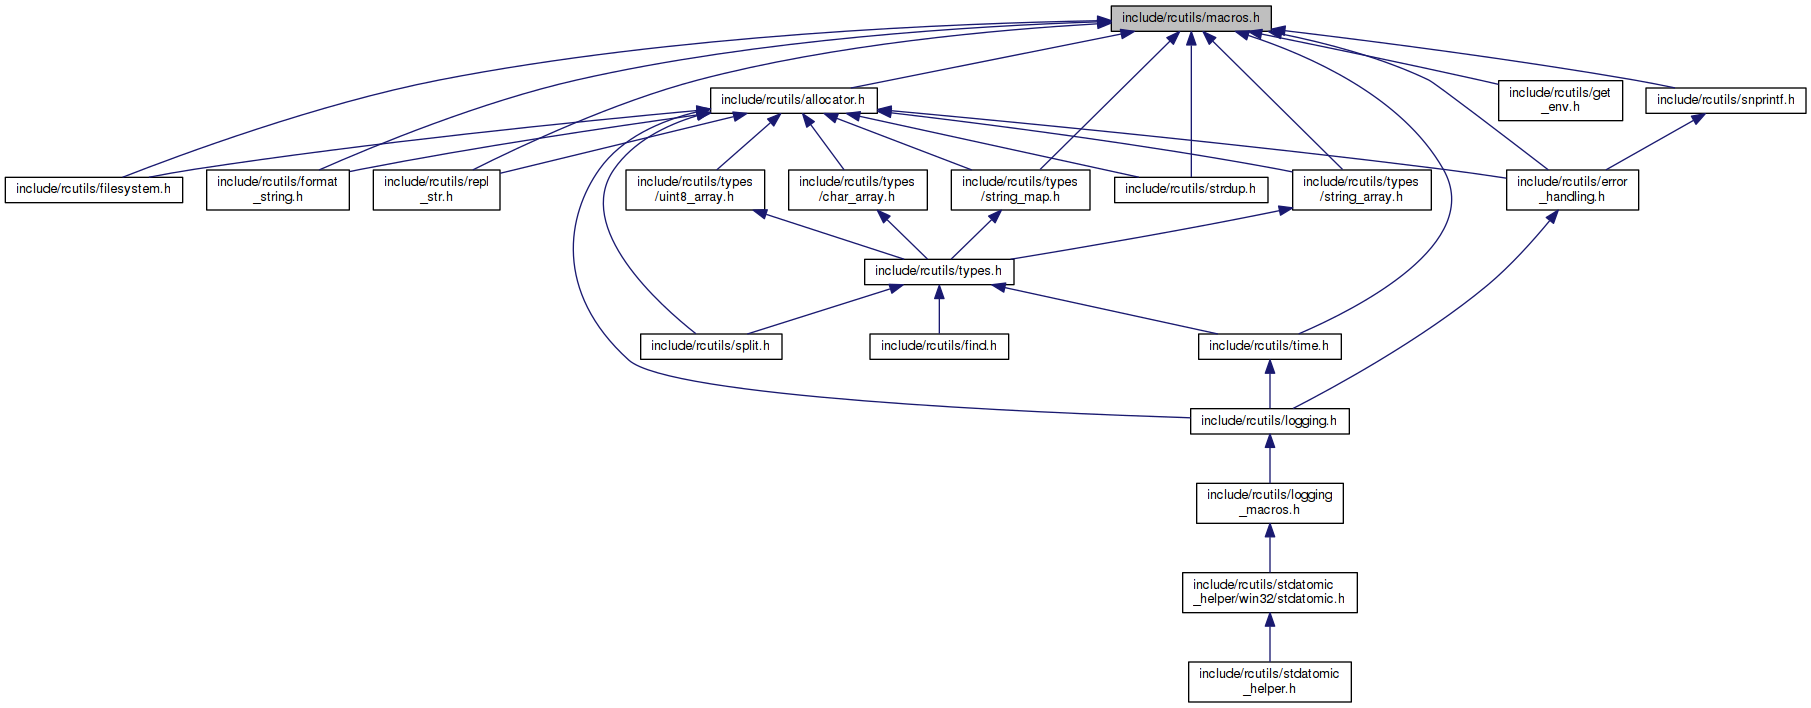 include/rcutils/macros.h
include/rcutils/allocator.h
include/rcutils/get
_env.h
include/rcutils/snprintf.h
include/rcutils/filesystem.h
include/rcutils/format
_string.h
include/rcutils/repl
_str.h
include/rcutils/types
/uint8_array.h
include/rcutils/types
/char_array.h
include/rcutils/types
/string_map.h
include/rcutils/strdup.h
include/rcutils/types
/string_array.h
include/rcutils/error
_handling.h
include/rcutils/types.h
include/rcutils/split.h
include/rcutils/find.h
include/rcutils/time.h
include/rcutils/logging.h
include/rcutils/logging
_macros.h
include/rcutils/stdatomic
_helper/win32/stdatomic.h
include/rcutils/stdatomic
_helper.h